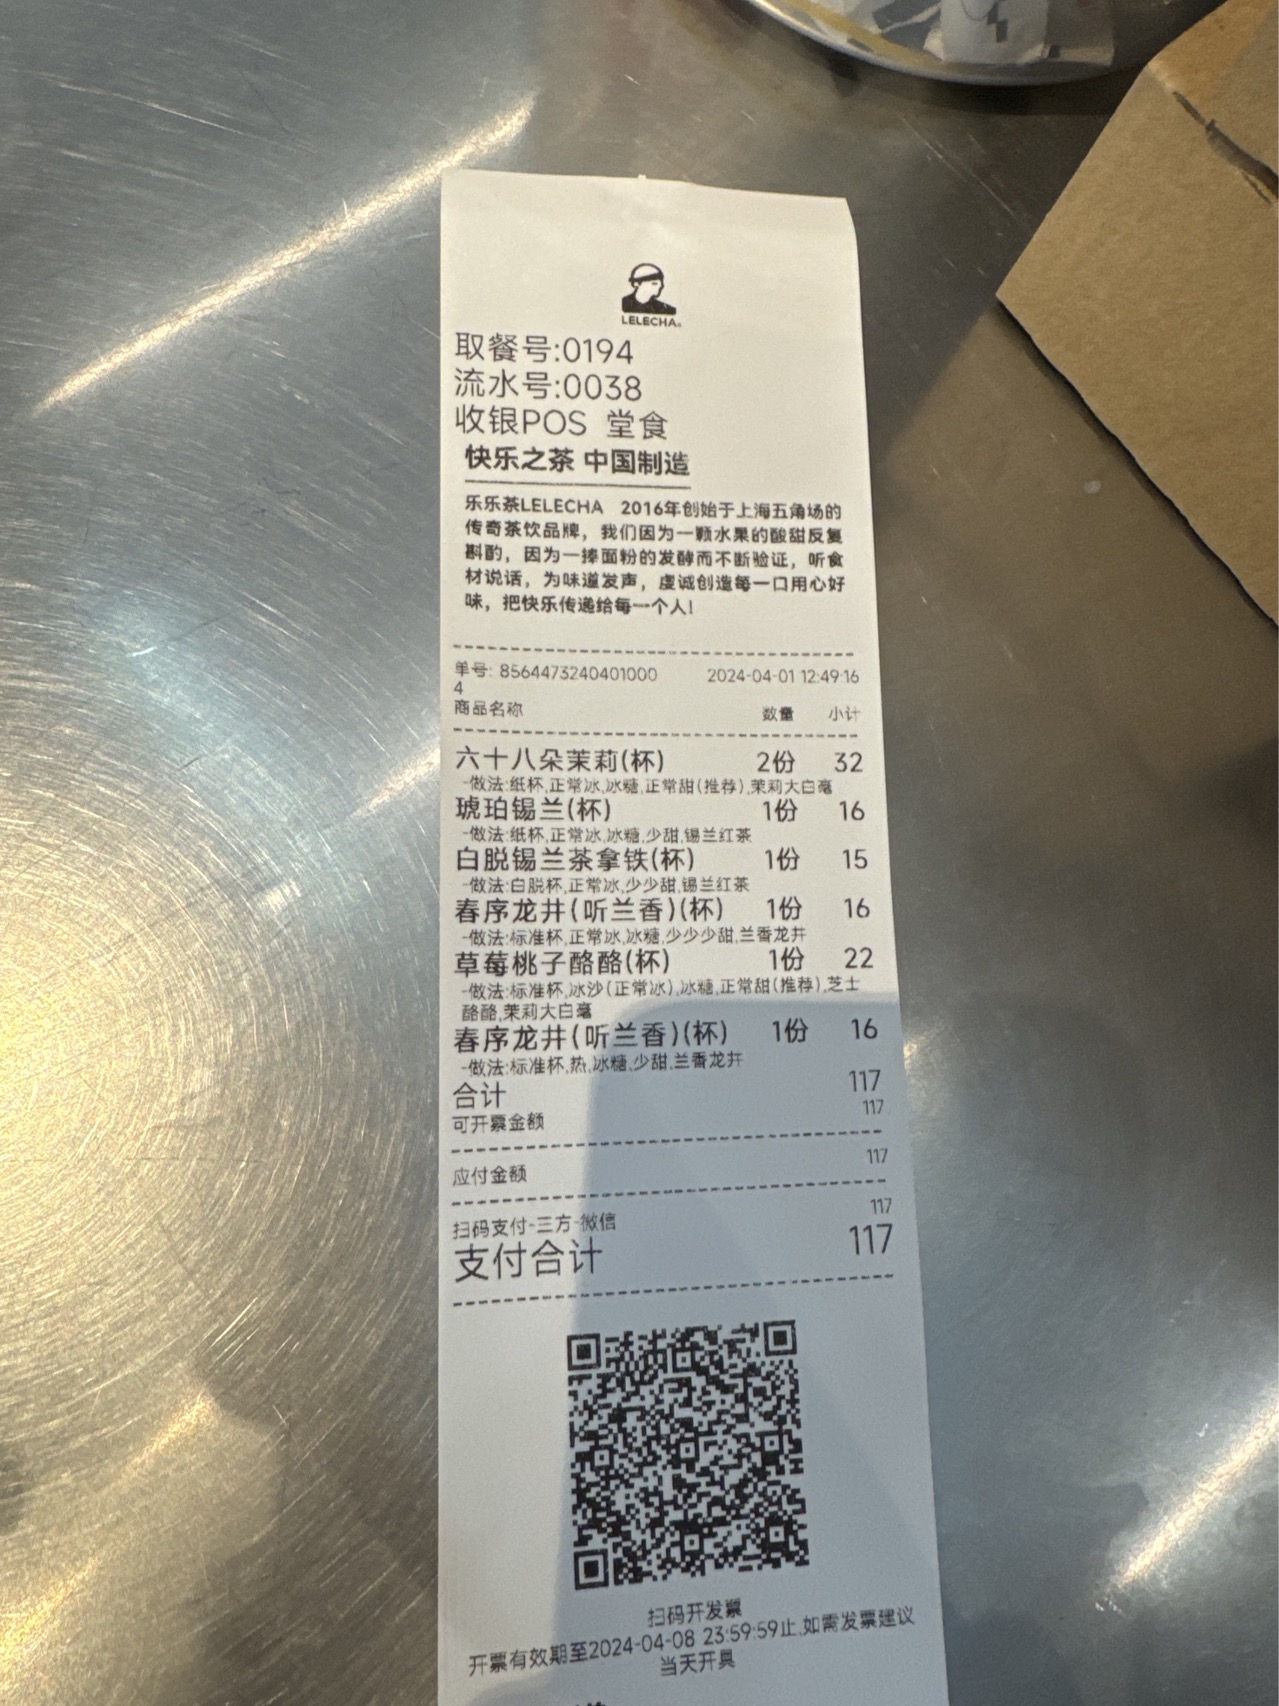 LELECHA
取餐号:0194
流水号:0038
收银POS 堂食
快乐之茶 中国制造
乐乐茶LELECHA 2016年创始于上海五角场的
传奇茶饮品牌，我们因为一颗水果的酸甜反复
斟酌，因为一捧面粉的发酵而不断验证，听食
材说话，为味道发声，虔诚创造每一口用心好
味，把快乐传递给每一个人!
单号: 8564473240401000 2024-04-01 12:49:16
4
商品名称 数量 小计
六十八朵茉莉(杯) 2份 32
-做法:纸杯,正常冰,冰糖,正常甜(推荐),茉莉大白毫
琥珀锡兰(杯) 1份 16
-做法:纸杯,正常冰,冰糖,少甜,锡兰红茶
白脱锡兰茶拿铁(杯) 1份 15
-做法:白脱杯,正常冰,少少甜,锡兰红茶
春序龙井(听兰香)(杯) 1份 16
-做法:标准杯,正常冰,冰糖,少少少甜,兰香龙井
草莓桃子酪酪(杯) 1份 22
-做法:标准杯,冰沙(正常冰),冰糖,正常甜(推荐),芝士
酪酪,茉莉大白毫
春序龙井(听兰香)(杯) 1份 16
-做法:标准杯,热,冰糖,少甜,兰香龙井
合计 117
可开票金额 117
应付金额 117
扫码支付-三方-微信 117
支付合计 117
扫码开发票
开票有效期至2024-04-08 23:59:59止,如需发票建议
当天开具